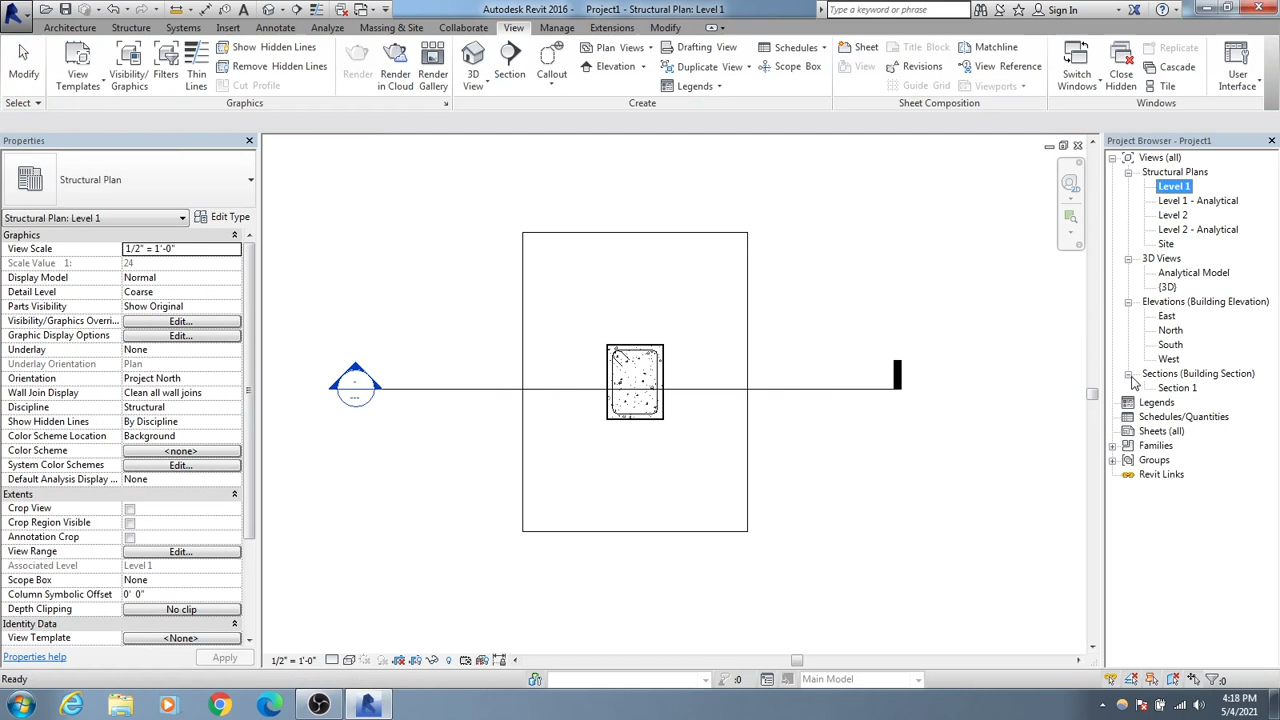 Autodesk Revit 2016 - Project1 - Structural Plan: Level 1
Type a keyword or phrase
Sign In
Architecture Structure Systems Insert Annotate Analyze Massing & Site Collaborate View Manage Extensions Modify
Modify
View Templates
Visibility/ Graphics
Filters
Thin Lines
Show Hidden Lines
Remove Hidden Lines
Cut Profile
Render
Render in Cloud
Render Gallery
3D View
Section
Callout
Plan Views
Elevation
Drafting View
Duplicate View
Legends
Schedules
Scope Box
Sheet
View
Title Block
Revisions
Guide Grid
Matchline
View Reference
Viewports
Switch Windows
Close Hidden
Replicate
Cascade
Tile
User Interface
Select
Graphics
Create
Sheet Composition
Windows
Properties
Structural Plan
Structural Plan: Level 1
Edit Type
Graphics
View Scale 1/2" = 1'-0"
Scale Value 1: 24
Display Model Normal
Detail Level Coarse
Parts Visibility Show Original
Visibility/Graphics Overri... Edit...
Graphic Display Options Edit...
Underlay None
Underlay Orientation Plan
Orientation Project North
Wall Join Display Clean all wall joins
Discipline Structural
Show Hidden Lines By Discipline
Color Scheme Location Background
Color Scheme <none>
System Color Schemes Edit...
Default Analysis Display ... None
Extents
Crop View
Crop Region Visible
Annotation Crop
View Range Edit...
Associated Level Level 1
Scope Box None
Column Symbolic Offset 0' 0"
Depth Clipping No clip
Identity Data
View Template <None>
Properties help
Apply
-
---
2D
1/2" = 1'-0"
Project Browser - Project1
Views (all)
Structural Plans
Level 1
Level 1 - Analytical
Level 2
Level 2 - Analytical
Site
3D Views
Analytical Model
{3D}
Elevations (Building Elevation)
East
North
South
West
Sections (Building Section)
Section 1
Legends
Schedules/Quantities
Sheets (all)
Families
Groups
Revit Links
Ready
:0
Main Model
:0
4:18 PM
5/4/2021